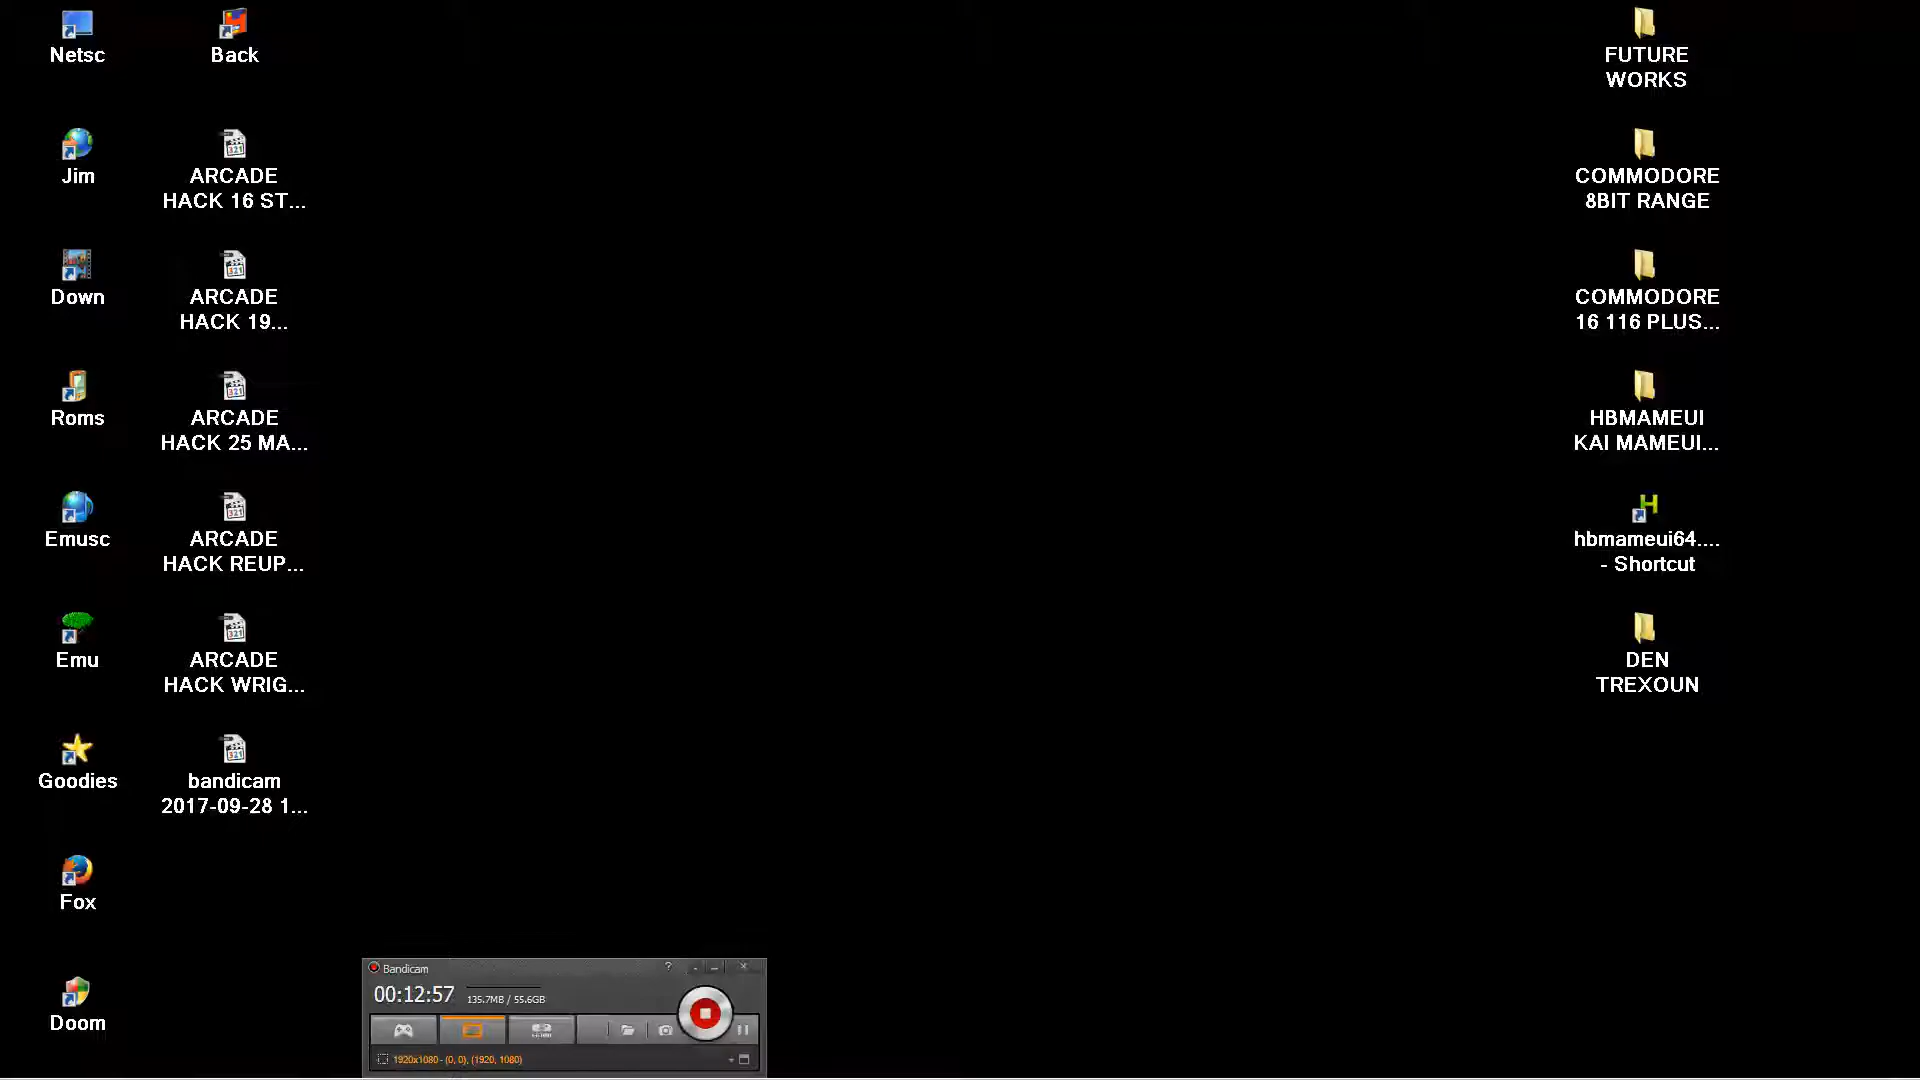 Netsc
Back
FUTURE
WORKS
Jim
ARCADE
HACK 16 ST...
COMMODORE
8BIT RANGE
Down
ARCADE
HACK 19...
COMMODORE
16 116 PLUS...
Roms
ARCADE
HACK 25 MA...
HBMAMEUI
KAI MAMEUI...
Emusc
ARCADE
HACK REUP...
hbmameui64....
- Shortcut
Emu
ARCADE
HACK WRIG...
DEN
TREXOUN
Goodies
bandicam
2017-09-28 1...
Fox
Doom
Bandicam
00:12:57
135.7MB / 55.6GB
1920x1080 - (0, 0), (1920, 1080)